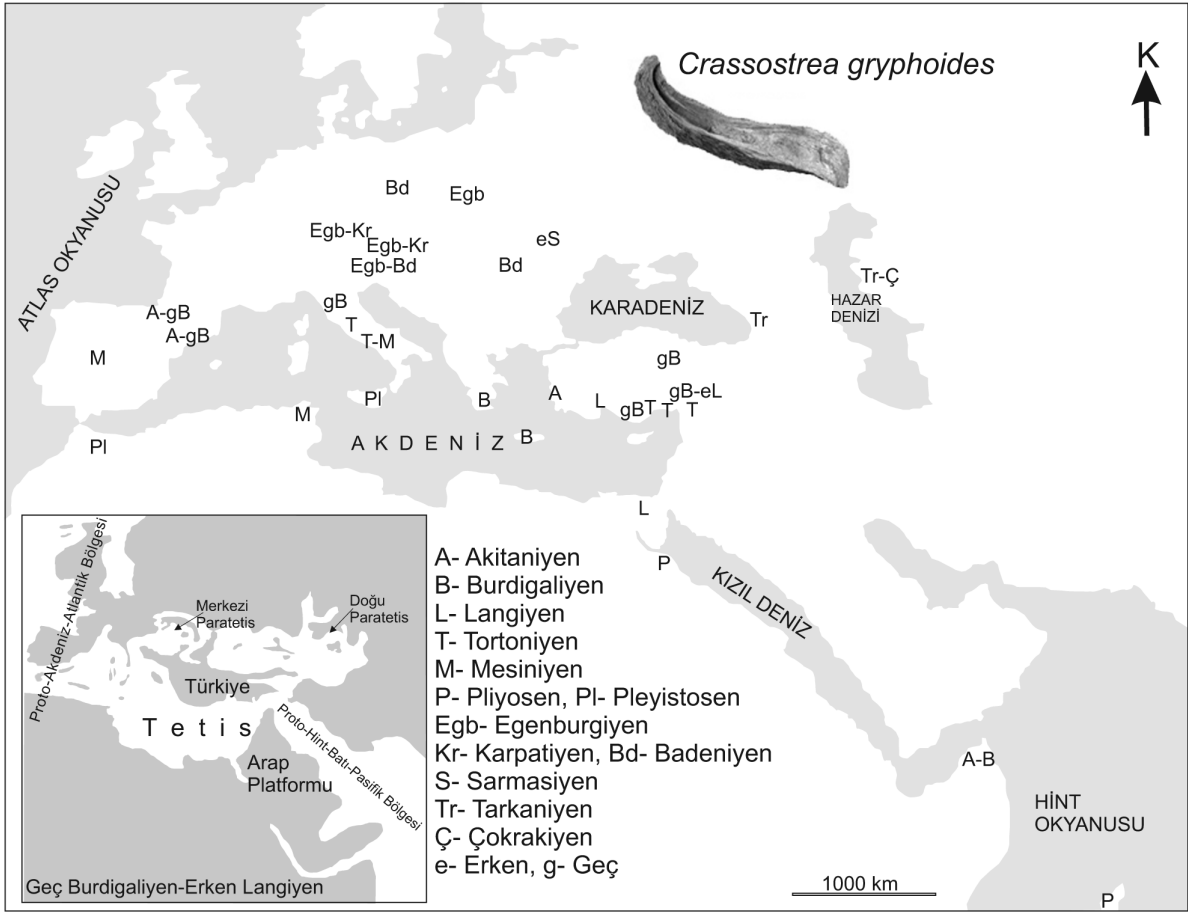 Crassostrea gryphoides
K
ATLAS OKYANUSU
Bd
Egb
Egb-Kr
Egb-Kr
Egb-Bd
eS
Bd
Tr-Ç
HAZAR
DENİZİ
KARADENİZ
Tr
A-gB
A-gB
M
gB
T
T-M
gB
gB-eL
Pl
M
B
A
L
gB
T
T
T
Pl
AKDENİZ
B
L
P
KIZIL DENİZ
A-B
HİNT
OKYANUSU
P
1000 km
Proto-Akdeniz-Atlantik Bölgesi
Merkezi
Paratetis
Doğu
Paratetis
Türkiye
Tetis
Proto-Hint-Batı-Pasifik Bölgesi
Arap
Platformu
Geç Burdigaliyen-Erken Langiyen
A- Akitaniyen
B- Burdigaliyen
L- Langiyen
T- Tortoniyen
M- Mesiniyen
P- Pliyosen, Pl- Pleyistosen
Egb- Egenburgiyen
Kr- Karpatiyen, Bd- Badeniyen
S- Sarmasiyen
Tr- Tarkaniyen
Ç- Çokrakiyen
e- Erken, g- Geç